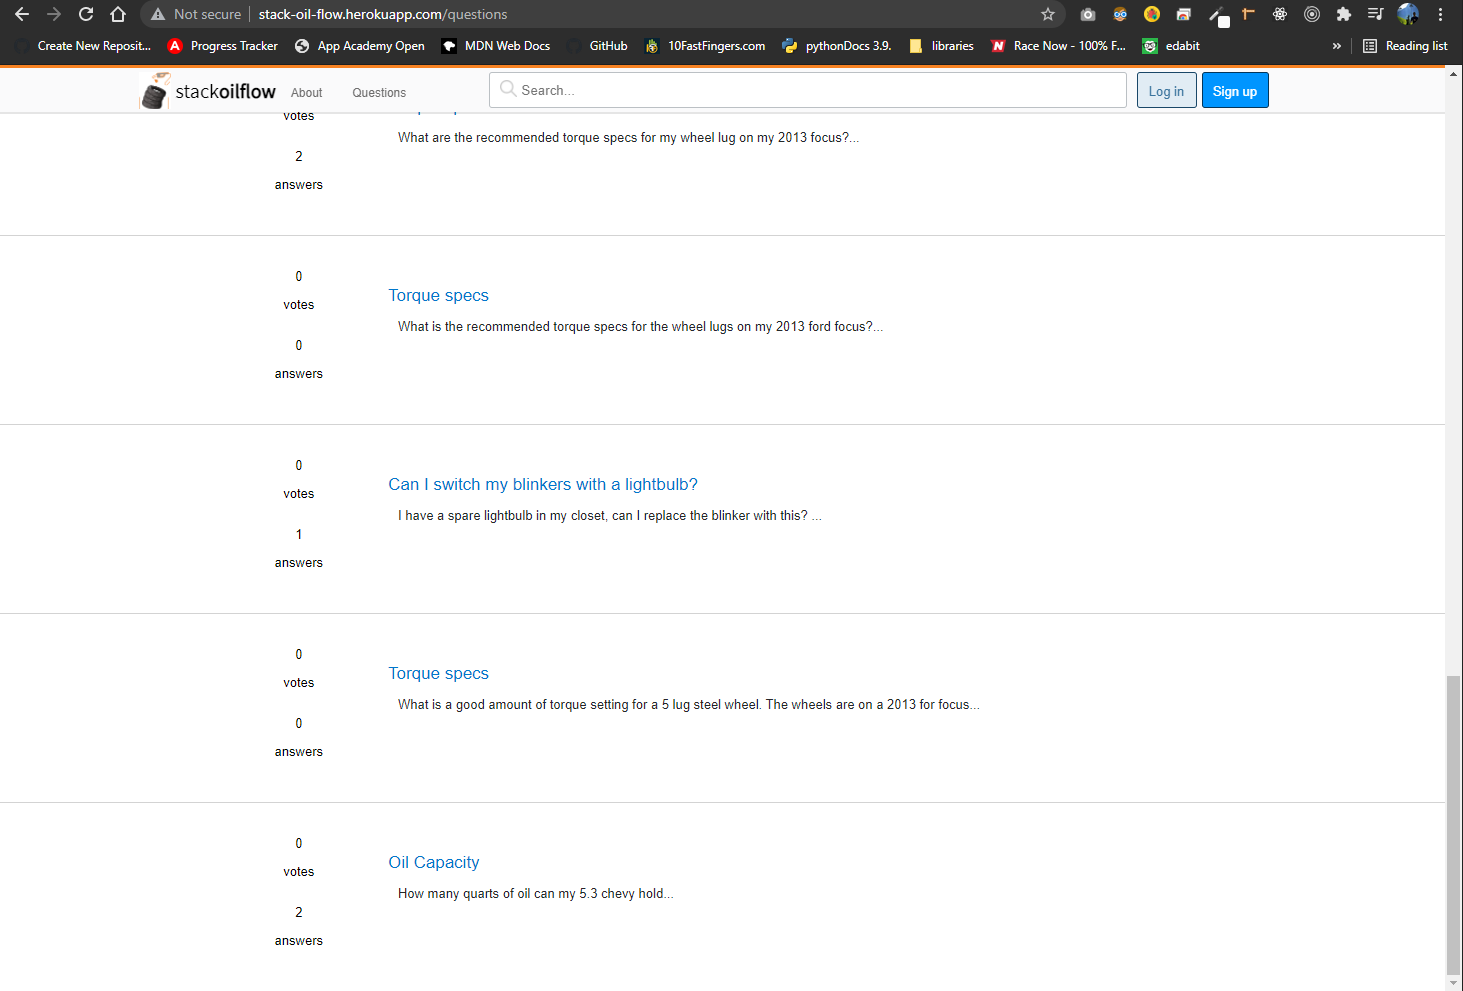 Not secure stack-oil-flow.herokuapp.com/questions
Create New Reposit... Progress Tracker App Academy Open MDN Web Docs GitHub 10FastFingers.com pythonDocs 3.9. libraries Race Now - 100% F... edabit » Reading list
stackoilflow About Questions Search... Log in Sign up
votes
What are the recommended torque specs for my wheel lug on my 2013 focus?...
2
answers
0
votes
Torque specs
What is the recommended torque specs for the wheel lugs on my 2013 ford focus?...
0
answers
0
votes
Can I switch my blinkers with a lightbulb?
I have a spare lightbulb in my closet, can I replace the blinker with this? ...
1
answers
0
votes
Torque specs
What is a good amount of torque setting for a 5 lug steel wheel. The wheels are on a 2013 for focus...
0
answers
0
votes
Oil Capacity
How many quarts of oil can my 5.3 chevy hold...
2
answers